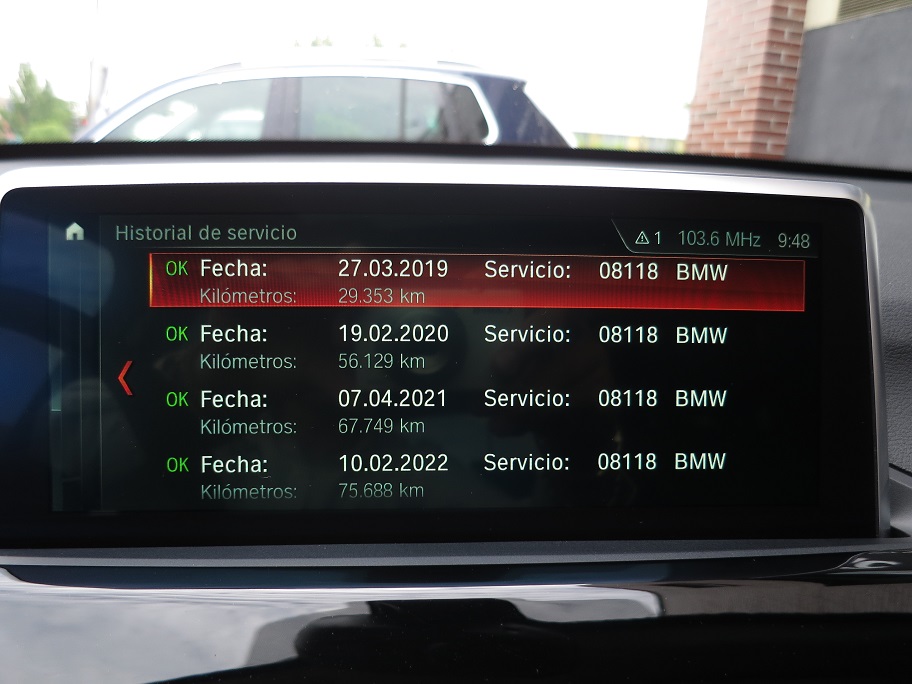 Historial de servicio 1 103.6 MHz 9:48
OK Fecha: 27.03.2019 Servicio: 08118 BMW
Kilómetros: 29.353 km
OK Fecha: 19.02.2020 Servicio: 08118 BMW
Kilómetros: 56.129 km
OK Fecha: 07.04.2021 Servicio: 08118 BMW
Kilómetros: 67.749 km
OK Fecha: 10.02.2022 Servicio: 08118 BMW
Kilómetros: 75.688 km